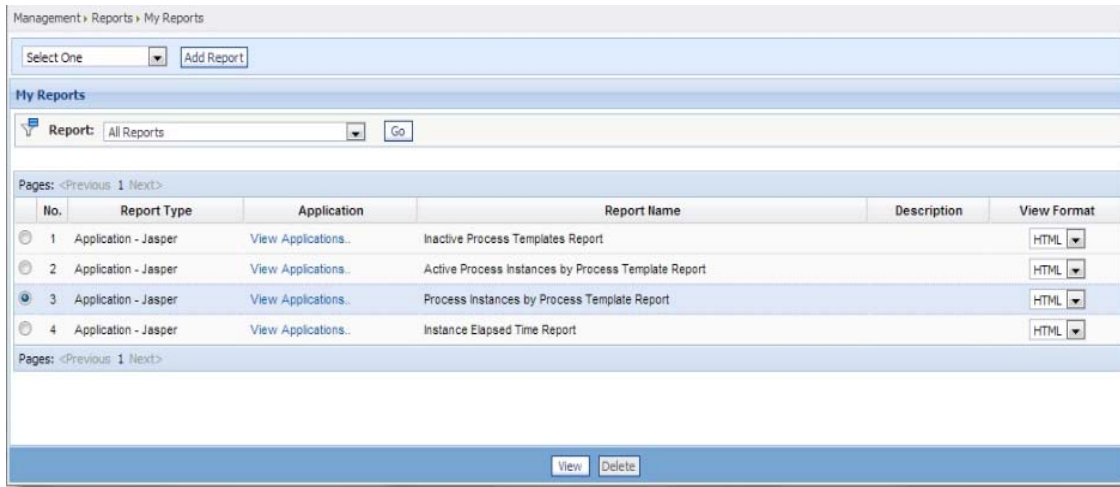 Management › Reports › My Reports
Select One Add Report
My Reports
Report: All Reports Go
Pages: <Previous 1 Next>
No. Report Type Application Report Name Description View Format
1 Application - Jasper View Applications.. Inactive Process Templates Report HTML
2 Application - Jasper View Applications.. Active Process Instances by Process Template Report HTML
3 Application - Jasper View Applications.. Process Instances by Process Template Report HTML
4 Application - Jasper View Applications.. Instance Elapsed Time Report HTML
Pages: <Previous 1 Next>
View Delete